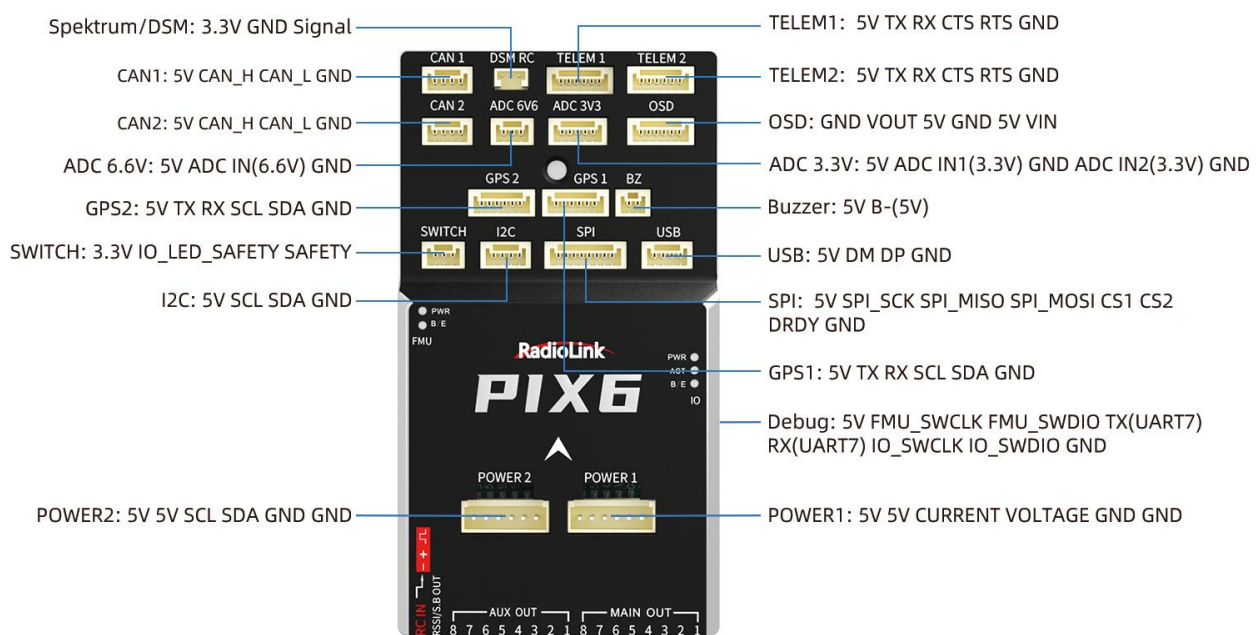 Spektrum/DSM: 3.3V GND Signal
CAN1: 5V CAN_H CAN_L GND
CAN2: 5V CAN_H CAN_L GND
ADC 6.6V: 5V ADC IN(6.6V) GND
GPS2: 5V TX RX SCL SDA GND
SWITCH: 3.3V IO_LED_SAFETY SAFETY
I2C: 5V SCL SDA GND
POWER2: 5V 5V SCL SDA GND GND
CAN 1 DSM RC TELEM 1 TELEM 2
CAN 2 ADC 6V6 ADC 3V3 OSD
GPS 2 GPS 1 BZ
SWITCH I2C SPI USB
PWR
B/E
FMU
RadioLink
PIX6
PWR
ACT
B/E
IO
POWER 2 POWER 1
- +
RC IN
RSSI/S.B OUT
AUX OUT MAIN OUT
8 7 6 5 4 3 2 1 8 7 6 5 4 3 2 1
TELEM1: 5V TX RX CTS RTS GND
TELEM2: 5V TX RX CTS RTS GND
OSD: GND VOUT 5V GND 5V VIN
ADC 3.3V: 5V ADC IN1(3.3V) GND ADC IN2(3.3V) GND
Buzzer: 5V B-(5V)
USB: 5V DM DP GND
SPI: 5V SPI_SCK SPI_MISO SPI_MOSI CS1 CS2
DRDY GND
GPS1: 5V TX RX SCL SDA GND
Debug: 5V FMU_SWCLK FMU_SWDIO TX(UART7)
RX(UART7) IO_SWCLK IO_SWDIO GND
POWER1: 5V 5V CURRENT VOLTAGE GND GND